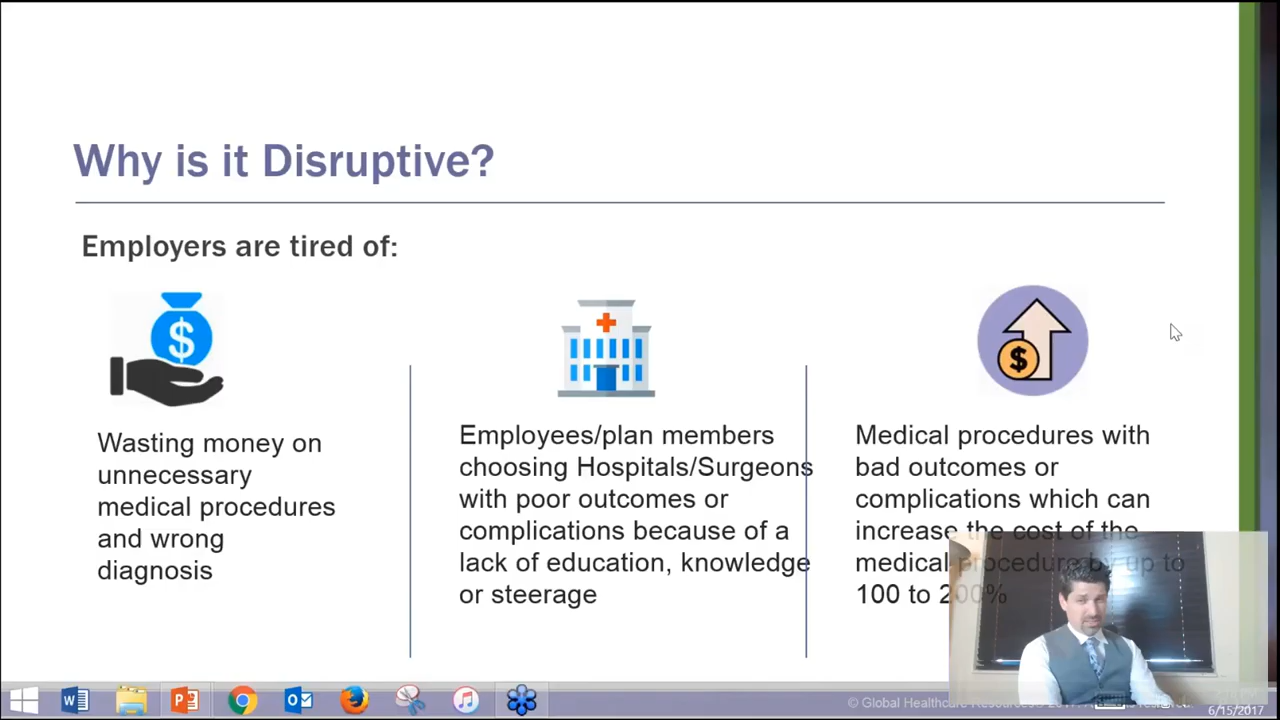 Why is it Disruptive?
Employers are tired of:
Wasting money on
unnecessary
medical procedures
and wrong
diagnosis
Employees/plan members
choosing Hospitals/Surgeons
with poor outcomes or
complications because of a
lack of education, knowledge
or steerage
Medical procedures with
bad outcomes or
complications which can
increase the cost of the
medical procedure by up to
100 to 200%
© Global Healthcare Resources
6/15/2017